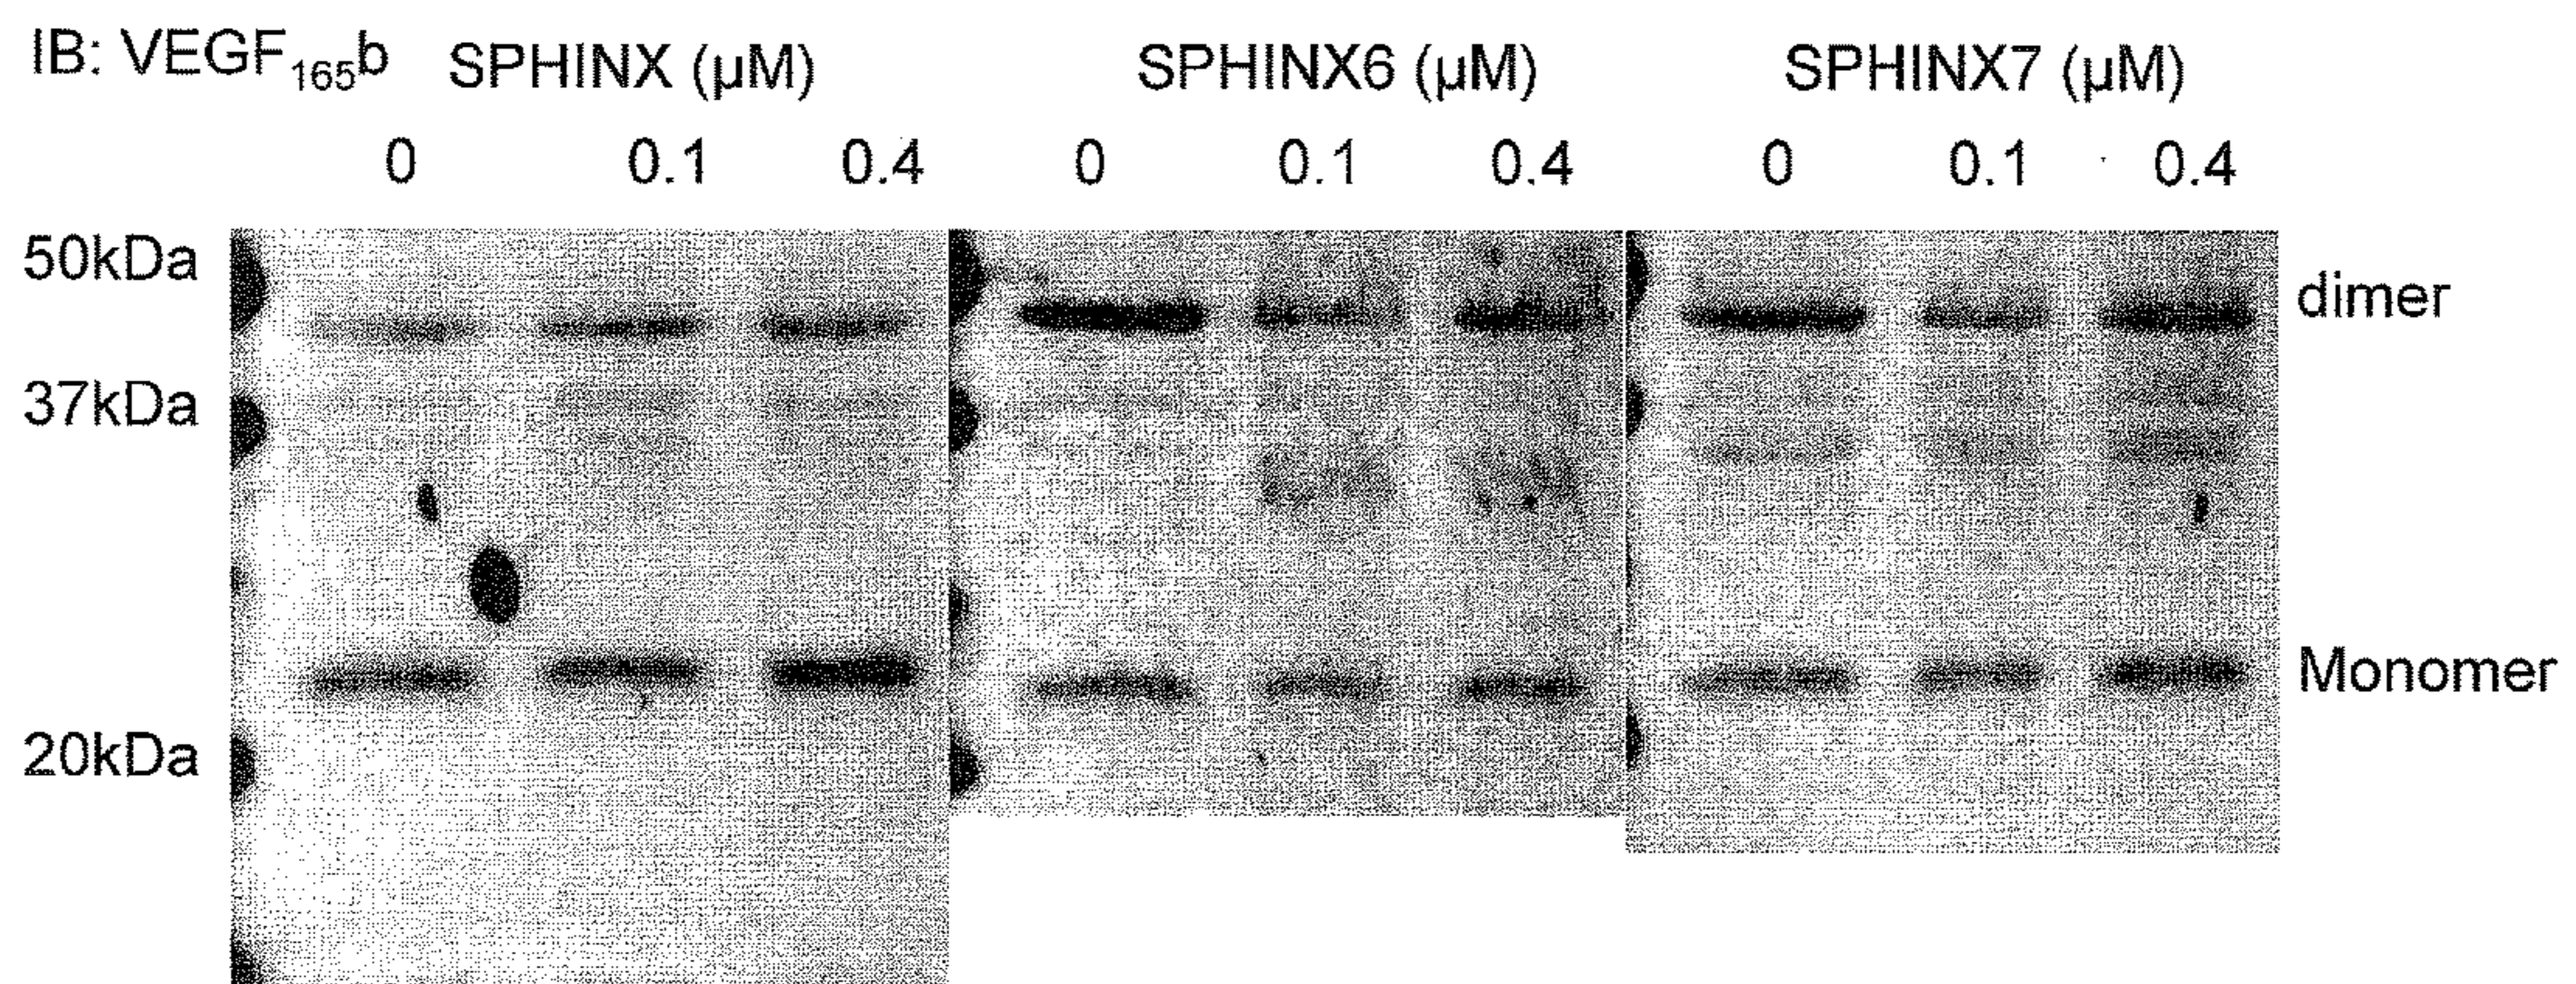 IB: VEGF165b SPHINX (µM) SPHINX6 (µM) SPHINX7 (µM)
0 0.1 0.4 0 0.1 0.4 0 0.1 0.4
50kDa dimer
37kDa
Monomer
20kDa